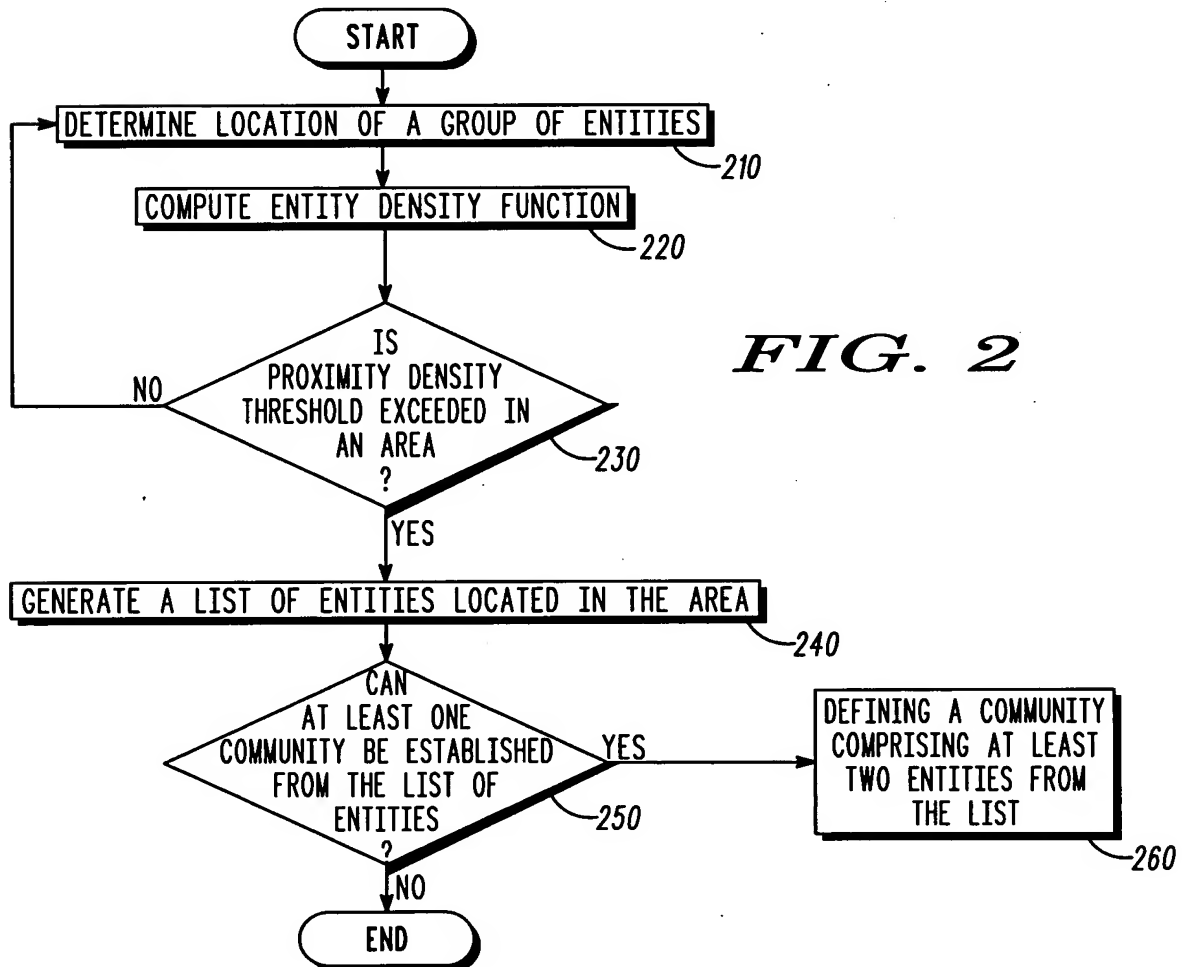 START
DETERMINE LOCATION OF A GROUP OF ENTITIES
210
COMPUTE ENTITY DENSITY FUNCTION
220
IS
PROXIMITY DENSITY
THRESHOLD EXCEEDED IN
AN AREA
?
NO
230
FIG. 2
YES
GENERATE A LIST OF ENTITIES LOCATED IN THE AREA
240
CAN
AT LEAST ONE
COMMUNITY BE ESTABLISHED
FROM THE LIST OF
ENTITIES
?
YES
250
DEFINING A COMMUNITY
COMPRISING AT LEAST
TWO ENTITIES FROM
THE LIST
260
NO
END